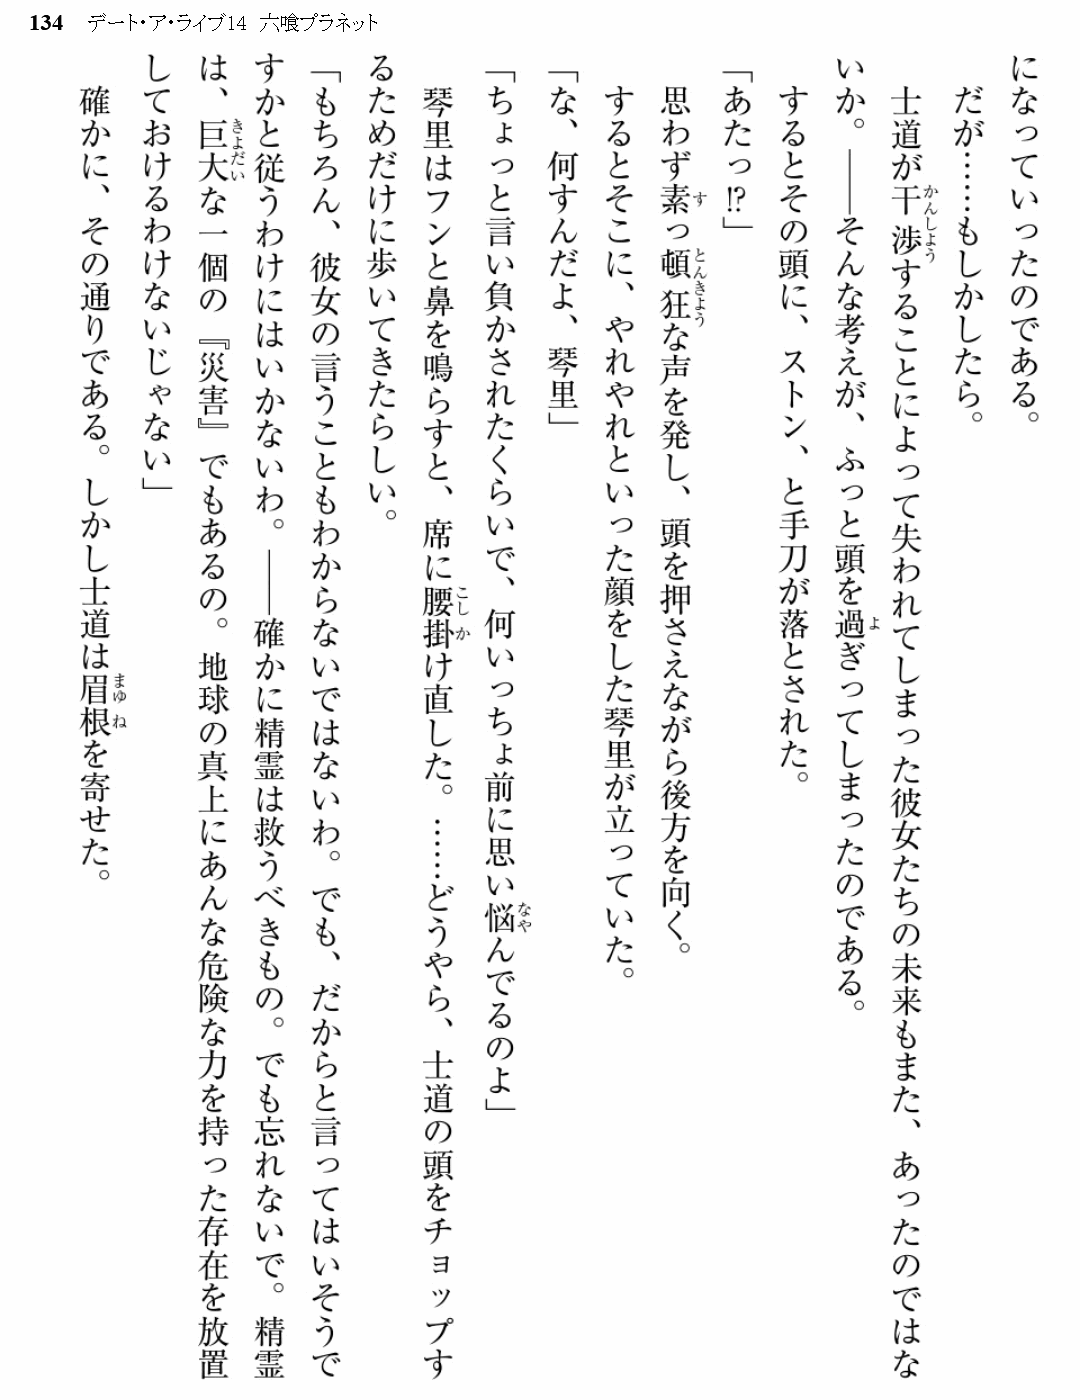 134 デート・ア・ライブ14 六喰プラネット
になっていったのである。
だが……もしかしたら。
士道が干渉することによって失われてしまった彼女たちの未来もまた、あったのではな
いか。――そんな考えが、ふっと頭を過ぎってしまったのである。
するとその頭に、ストン、と手刀が落とされた。
「あたっ!?」
思わず素っ頓狂な声を発し、頭を押さえながら後方を向く。
するとそこに、やれやれといった顔をした琴里が立っていた。
「な、何すんだよ、琴里」
「ちょっと言い負かされたくらいで、何いっちょ前に思い悩んでるのよ」
琴里はフンと鼻を鳴らすと、席に腰掛け直した。……どうやら、士道の頭をチョップす
るためだけに歩いてきたらしい。
「もちろん、彼女の言うこともわからないではないわ。でも、だからと言ってはいそうで
すかと従うわけにはいかないわ。――確かに精霊は救うべきもの。でも忘れないで。精霊
は、巨大な一個の『災害』でもあるの。地球の真上にあんな危険な力を持った存在を放置
しておけるわけないじゃない」
確かに、その通りである。しかし士道は眉根を寄せた。